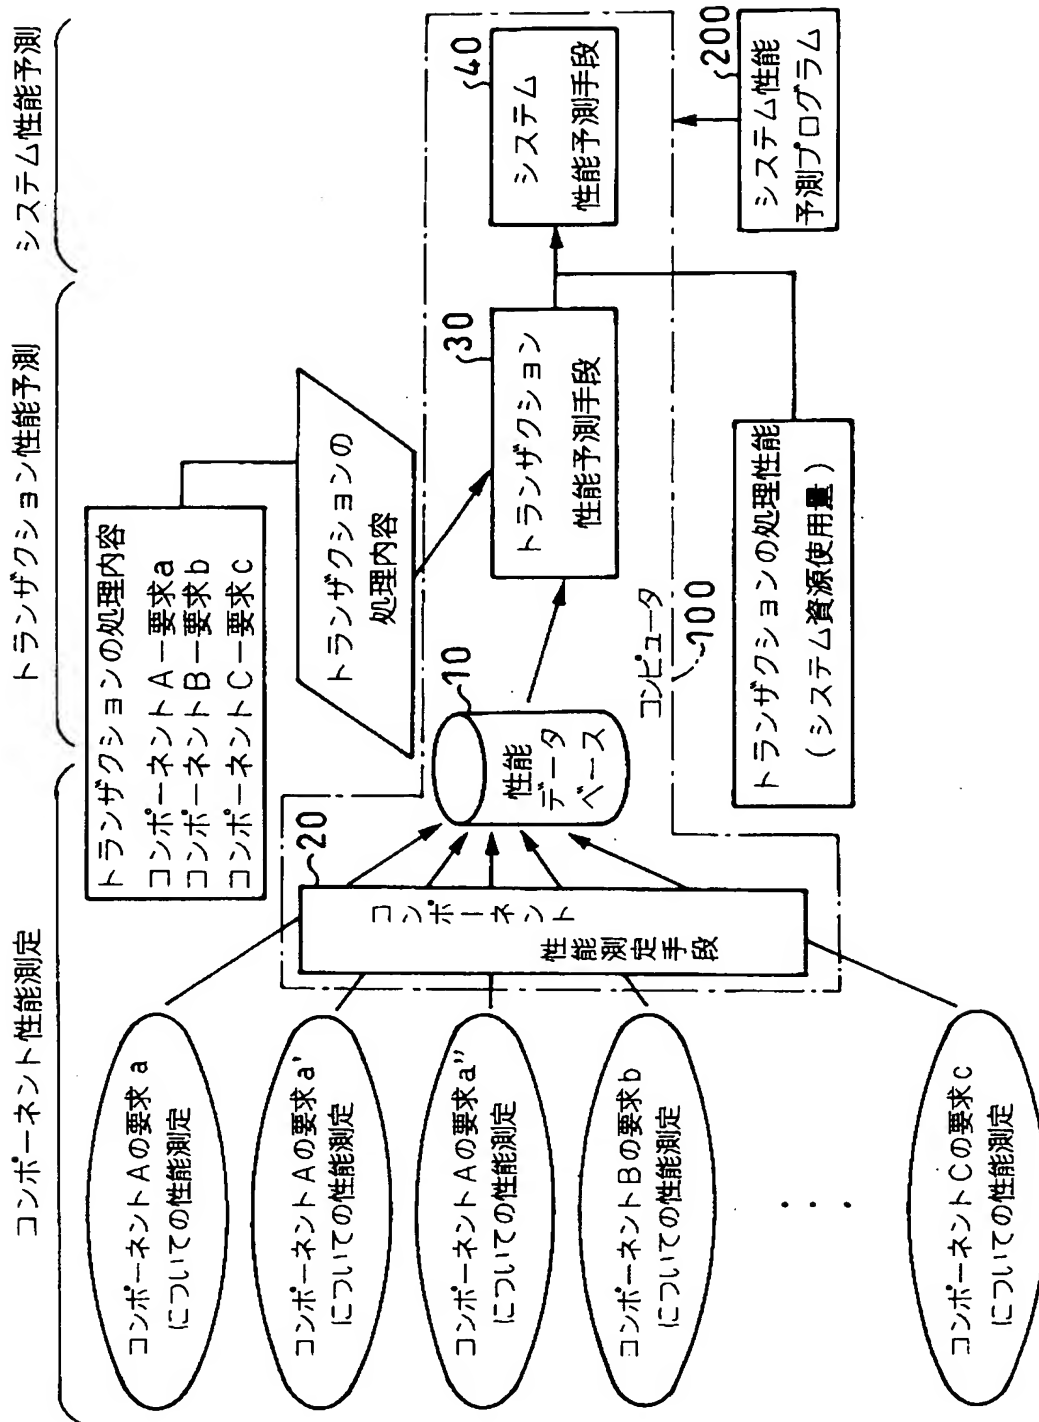 コンポーネント性能測定
トランザクション性能予測
システム性能予測
コンポーネントAの要求a
についての性能測定
コンポーネントAの要求a'
についての性能測定
コンポーネントAの要求a''
についての性能測定
コンポーネントBの要求b
についての性能測定
・・・
コンポーネントCの要求c
についての性能測定
20
コンポーネント
性能測定手段
10
性能
データ
ベース
トランザクションの処理内容
コンポーネントA－要求a
コンポーネントB－要求b
コンポーネントC－要求c
トランザクションの
処理内容
30
トランザクション
性能予測手段
コンピュータ
100
トランザクションの処理性能
(システム資源使用量)
40
システム
性能予測手段
200
システム性能
予測プログラム